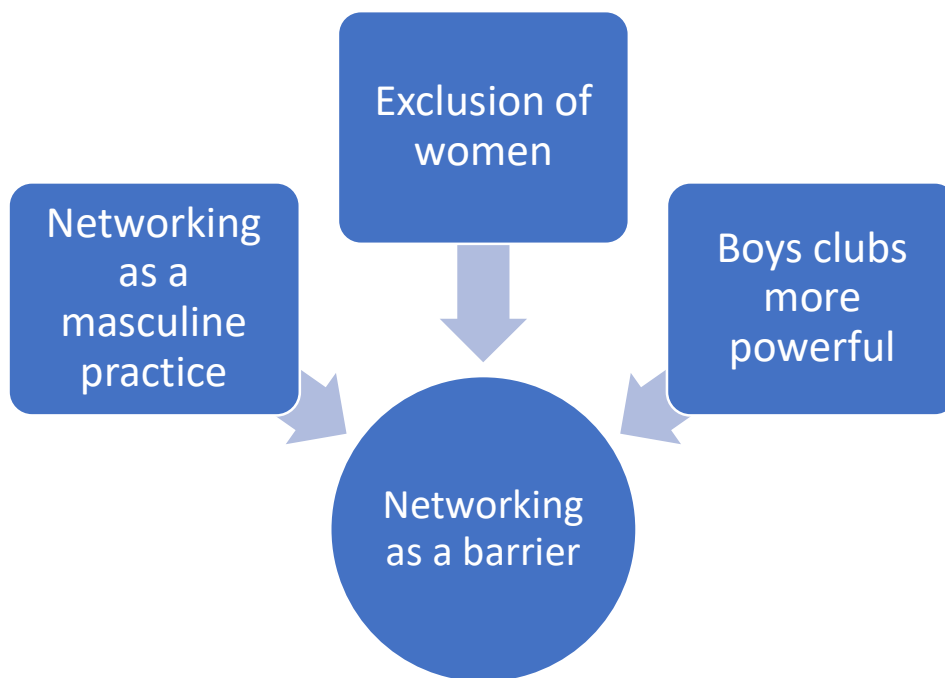 Exclusion of
women
Networking
as a
masculine
practice
Boys clubs
more
powerful
Networking
as a barrier